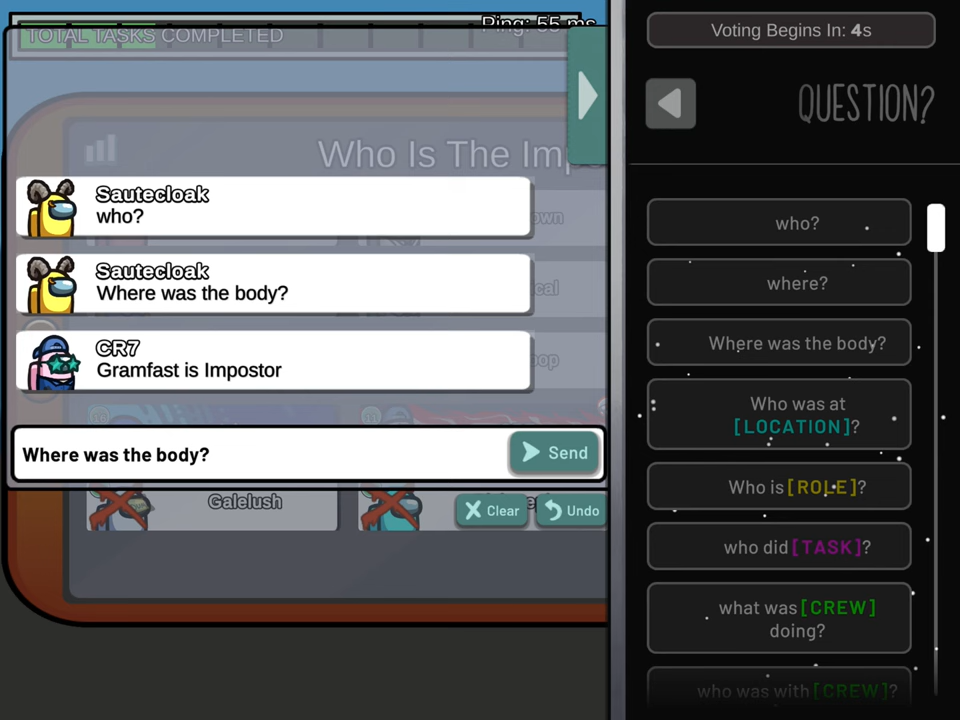 Ping: 55 ms
TOTAL TASKS COMPLETED
Who Is The Imp
Sautecloak
who?
Sautecloak
Where was the body?
CR7
Gramfast is Impostor
Where was the body?
Send
Galelush
Clear
Undo
Voting Begins In: 4s
QUESTION?
who?
where?
Where was the body?
Who was at
[LOCATION]?
Who is [ROLE]?
who did [TASK]?
what was [CREW]
doing?
who was with [CREW]?